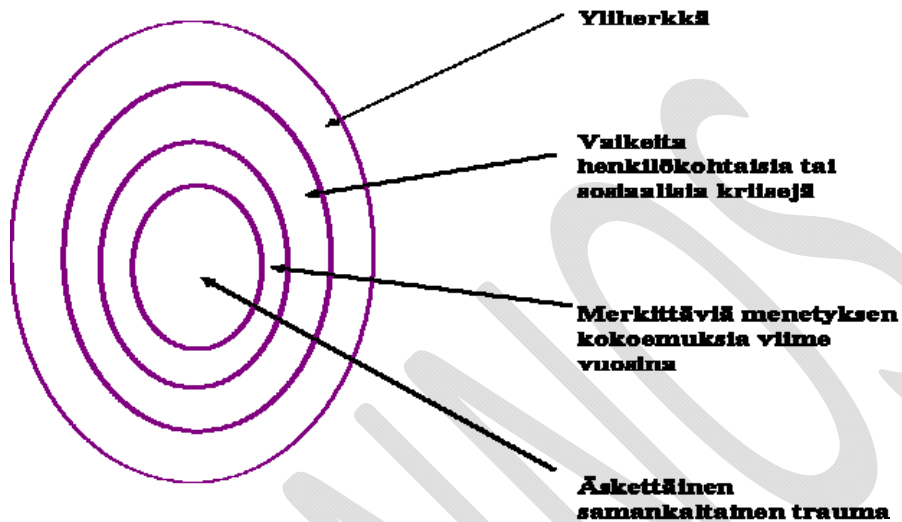 Yliherkkä
Vaikeita
henkilökohtaisia tai
sosiaalisia kriisejä
Merkittäviä menetyksen
kokoemuksia viime
vuosina
Äskettäinen
samankaltainen trauma